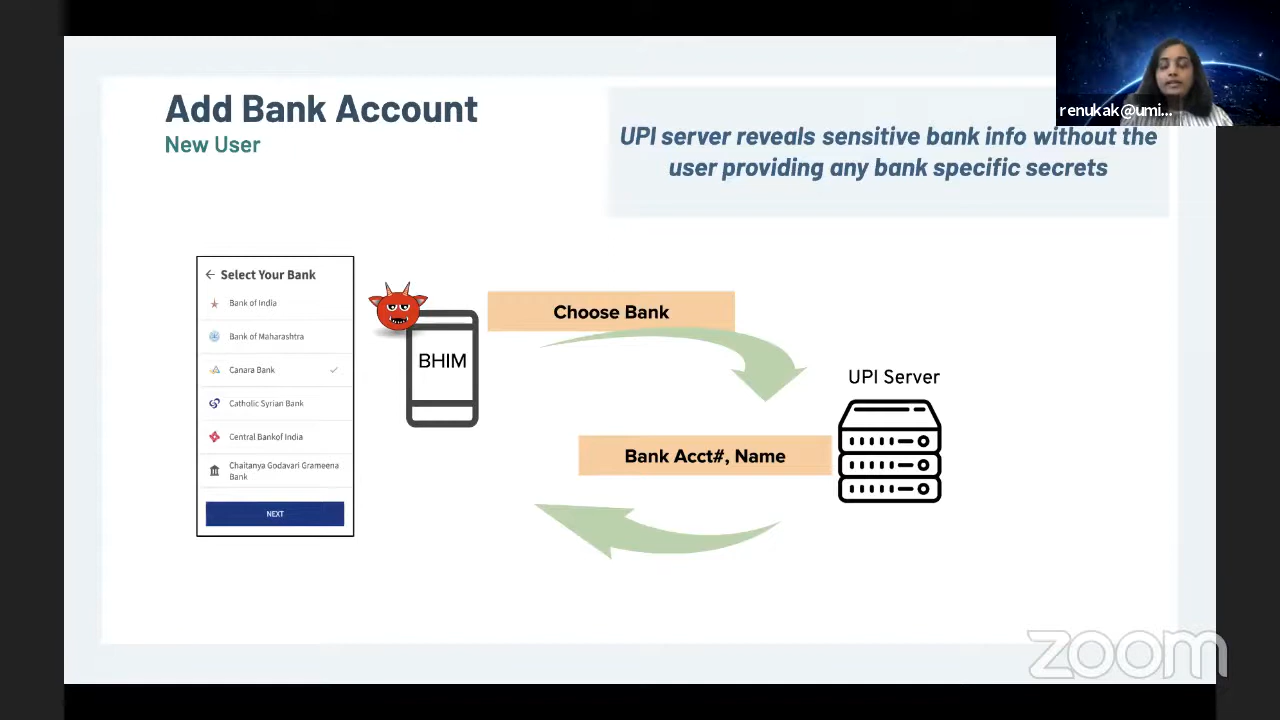 Add Bank Account
New User
UPI server reveals sensitive bank info without the
user providing any bank specific secrets
renukak@umi...
Select Your Bank
Bank of India
Bank of Maharashtra
Canara Bank
Catholic Syrian Bank
Central Bankof India
Chaitanya Godavari Grameena
Bank
NEXT
BHIM
Choose Bank
UPI Server
Bank Acct#, Name
zoom